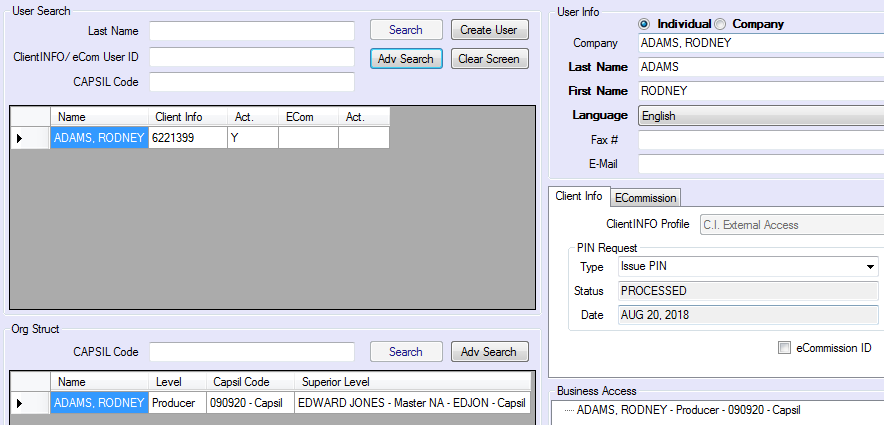 User Search
Last Name
Search
Create User
ClientINFO/ eCom User ID
Adv Search
Clear Screen
CAPSIL Code
Name Client Info Act. ECom Act.
ADAMS, RODNEY 6221399 Y
Org Struct
CAPSIL Code
Search
Adv Search
Name Level Capsil Code Superior Level
ADAMS, RODNEY Producer 090920 - Capsil EDWARD JONES - Master NA - EDJON - Capsil
User Info
Individual Company
Company ADAMS, RODNEY
Last Name ADAMS
First Name RODNEY
Language English
Fax #
E-Mail
Client Info ECommission
ClientINFO Profile C.I. External Access
PIN Request
Type Issue PIN
Status PROCESSED
Date AUG 20, 2018
eCommission ID
Business Access
ADAMS, RODNEY - Producer - 090920 - Capsil